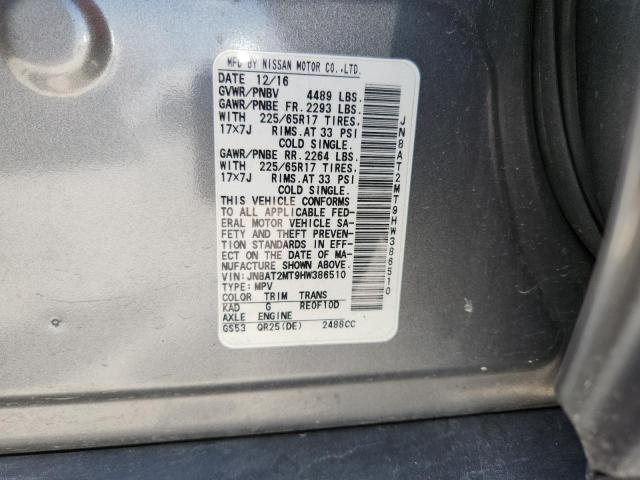 MFD BY NISSAN MOTOR CO.,LTD.
DATE 12/16
GVWR/PNBV 4489 LBS.
GAWR/PNBE FR. 2293 LBS.
WITH 225/65R17 TIRES.
17x7J RIMS.AT 33 PSI
COLD SINGLE.
GAWR/PNBE RR. 2264 LBS.
WITH 225/65R17 TIRES.
17x7J RIMS.AT 33 PSI
COLD SINGLE.
THIS VEHICLE CONFORMS
TO ALL APPLICABLE FED-
ERAL MOTOR VEHICLE SA-
FETY AND THEFT PREVEN-
TION STANDARDS IN EFF-
ECT ON THE DATE OF MA-
NUFACTURE SHOWN ABOVE.
VIN: JN8AT2MT9HW386510
TYPE: MPV
COLOR TRIM TRANS
KAD G RE0F10D
AXLE ENGINE
GS53 QR25(DE) 2488CC
JN8AT2MT9HW386510